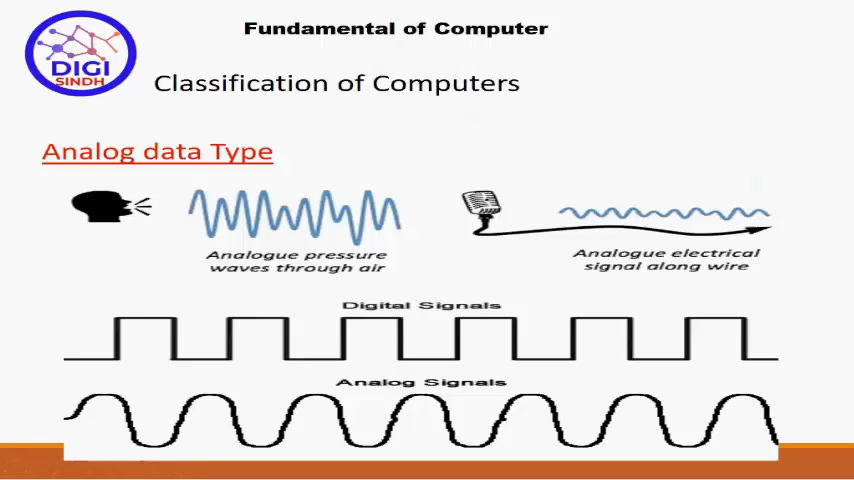 Fundamental of Computer
DIGI
SINDH
Classification of Computers
Analog data Type
Analogue pressure
waves through air
Analogue electrical
signal along wire
Digital Signals
Analog Signals